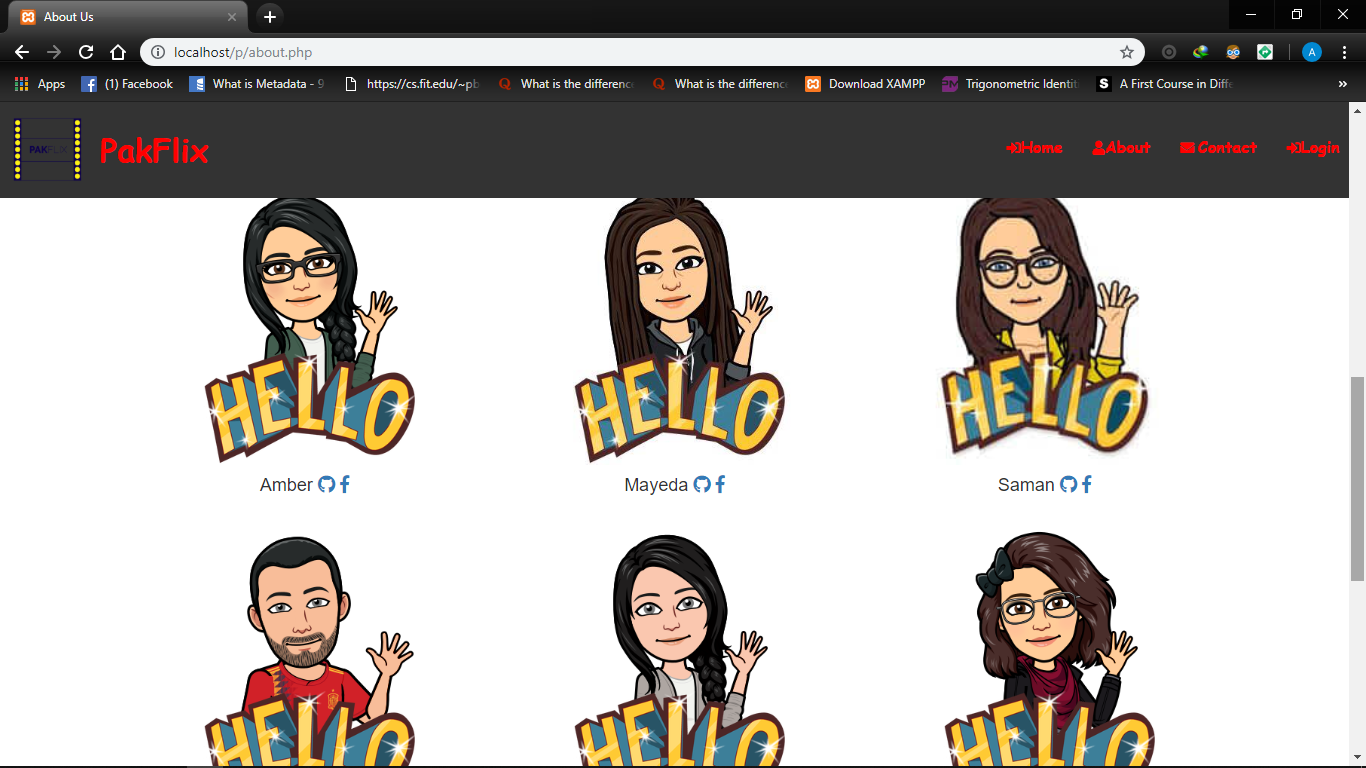 About Us
localhost/p/about.php
A
Apps (1) Facebook What is Metadata - 9 https://cs.fit.edu/~pb What is the difference What is the difference Download XAMPP Trigonometric Identit A First Course in Diffe »
PAKFLIX PakFlix Home About Contact Login
HELLO HELLO HELLO
Amber Mayeda Saman
HELLO HELLO HELLO